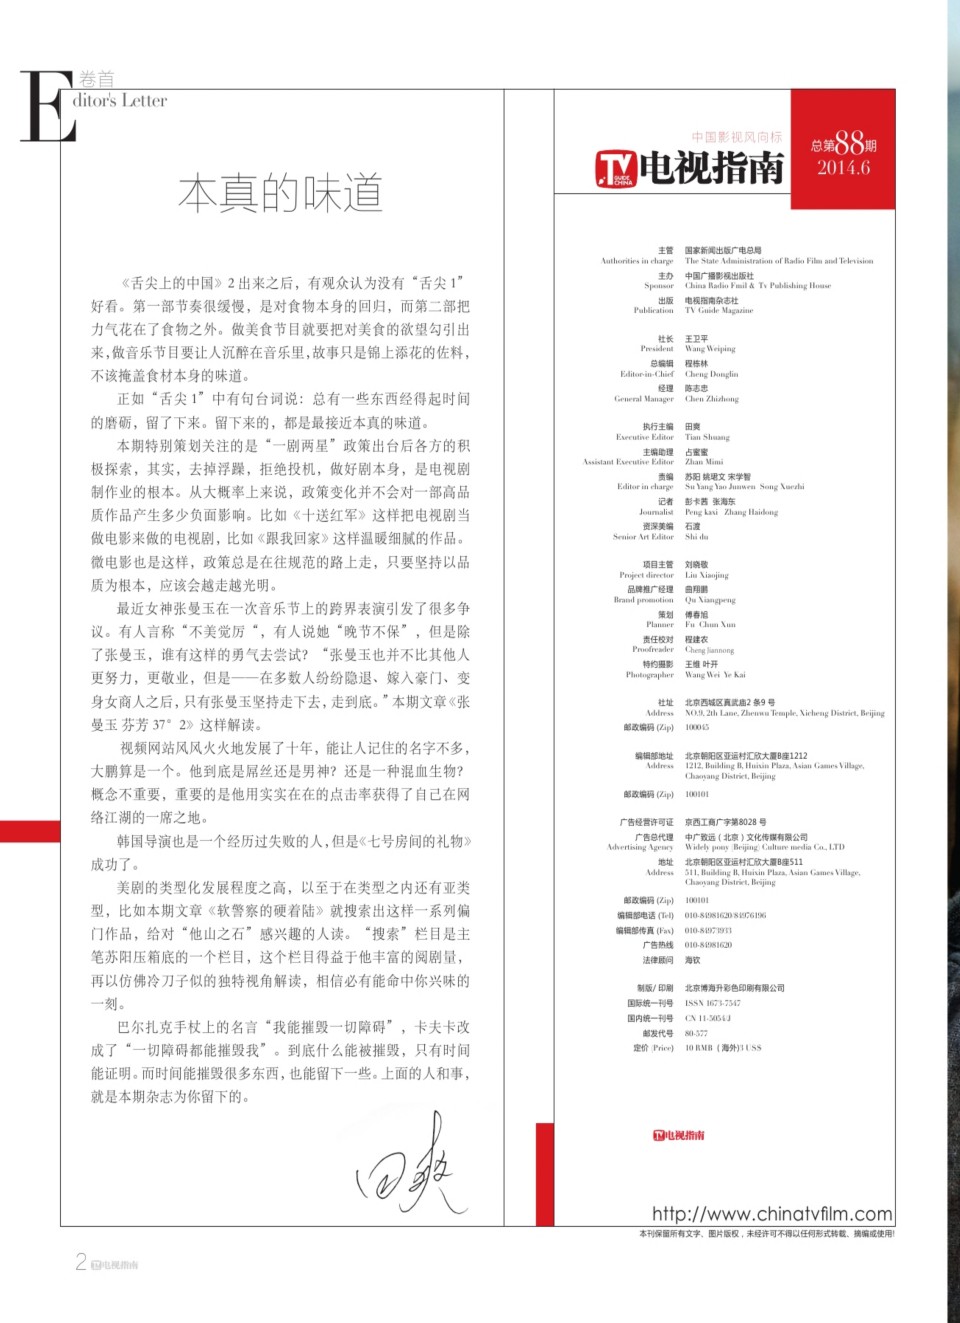 卷首
Editor's Letter
本真的味道
《舌尖上的中国》2 出来之后，有观众认为没有“舌尖 1”
好看。第一部节奏很缓慢，是对食物本身的回归，而第二部把
力气花在了食物之外。做美食节目就要把对美食的欲望勾引出
来，做音乐节目要让人沉醉在音乐里，故事只是锦上添花的佐料，
不该掩盖食材本身的味道。
正如“舌尖 1”中有句台词说：总有一些东西经得起时间
的磨砺，留了下来。留下来的，都是最接近本真的味道。
本期特别策划关注的是“一剧两星”政策出台后各方的积
极探索，其实，去掉浮躁，拒绝投机，做好剧本身，是电视剧
制作业的根本。从大概率上来说，政策变化并不会对一部高品
质作品产生多少负面影响。比如《十送红军》这样把电视剧当
做电影来做的电视剧，比如《跟我回家》这样温暖细腻的作品。
微电影也是这样，政策总是在往规范的路上走，只要坚持以品
质为根本，应该会越走越光明。
最近女神张曼玉在一次音乐节上的跨界表演引发了很多争
议。有人言称“不美觉厉“，有人说她“晚节不保”，但是除
了张曼玉，谁有这样的勇气去尝试？“张曼玉也并不比其他人
更努力，更敬业，但是——在多数人纷纷隐退、嫁入豪门、变
身女商人之后，只有张曼玉坚持走下去，走到底。”本期文章《张
曼玉 芬芳 37°2》这样解读。
视频网站风风火火地发展了十年，能让人记住的名字不多，
大鹏算是一个。他到底是屌丝还是男神？还是一种混血生物？
概念不重要，重要的是他用实实在在的点击率获得了自己在网
络江湖的一席之地。
韩国导演也是一个经历过失败的人，但是《七号房间的礼物》
成功了。
美剧的类型化发展程度之高，以至于在类型之内还有亚类
型，比如本期文章《软警察的硬着陆》就搜索出这样一系列偏
门作品，给对“他山之石”感兴趣的人读。“搜索”栏目是主
笔苏阳压箱底的一个栏目，这个栏目得益于他丰富的阅剧量，
再以仿佛冷刀子似的独特视角解读，相信必有能命中你兴味的
一刻。
巴尔扎克手杖上的名言“我能摧毁一切障碍”，卡夫卡改
成了“一切障碍都能摧毁我”。到底什么能被摧毁，只有时间
能证明。而时间能摧毁很多东西，也能留下一些。上面的人和事，
就是本期杂志为你留下的。
田爽
2 TV电视指南
中国影视风向标
TV GUIDE CHINA 电视指南
总第88期
2014.6
主管 国家新闻出版广电总局
Authorities in charge The State Administration of Radio Film and Television
主办 中国广播影视出版社
Sponsor China Radio Fmil & Tv Publishing House
出版 电视指南杂志社
Publication TV Guide Magazine
社长 王卫平
President Wang Weiping
总编辑 程栋林
Editor-in-Chief Cheng Donglin
经理 陈志忠
General Manager Chen Zhizhong
执行主编 田爽
Executive Editor Tian Shuang
主编助理 占蜜蜜
Assistant Executive Editor Zhan Mimi
责编 苏阳 姚珺文 宋学智
Editor in charge Su Yang Yao Junwen Song Xuezhi
记者 彭卡茜 张海东
Journalist Peng kaxi Zhang Haidong
资深美编 石渡
Senior Art Editor Shi du
项目主管 刘晓敬
Project director Liu Xiaojing
品牌推广经理 曲翔鹏
Brand promotion Qu Xiangpeng
策划 傅春旭
Planner Fu Chun Xun
责任校对 程建农
Proofreader Cheng Jiannong
特约摄影 王维 叶开
Photographer Wang Wei Ye Kai
社址 北京西城区真武庙2 条9 号
Address NO.9, 2th Lane, Zhenwu Temple, Xicheng District, Beijing
邮政编码 (Zip) 100045
编辑部地址 北京朝阳区亚运村汇欣大厦B座1212
Address 1212, Building B, Huixin Plaza, Asian Games Village,
Chaoyang District, Beijing
邮政编码 (Zip) 100101
广告经营许可证 京西工商广字第8028 号
广告总代理 中广致远（北京）文化传媒有限公司
Advertising Agency Widely pony (Beijing) Culture media Co., LTD
地址 北京朝阳区亚运村汇欣大厦B座511
Address 511, Building B, Huixin Plaza, Asian Games Village,
Chaoyang District, Beijing
邮政编码 (Zip) 100101
编辑部电话 (Tel) 010-84981620/84976196
编辑部传真 (Fax) 010-84973933
广告热线 010-84981620
法律顾问 海钦
制版/ 印刷 北京博海升彩色印刷有限公司
国际统一刊号 ISSN 1673-7547
国内统一刊号 CN 11-5054/J
邮发代号 80-577
定价 (Price) 10 RMB （海外)3 US$
TV电视指南
http://www.chinatvfilm.com
本刊保留所有文字、图片版权，未经许可不得以任何形式转载、摘编或使用!